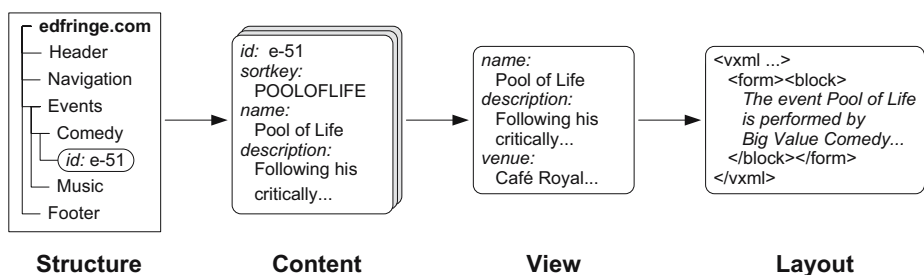 edfringe.com
Header
Navigation
Events
Comedy
id: e-51
Music
Footer
id: e-51
sortkey:
POOLOFLIFE
name:
Pool of Life
description:
Following his
critically...
name:
Pool of Life
description:
Following his
critically...
venue:
Café Royal...
<vxml ...>
<form><block>
The event Pool of Life
is performed by
Big Value Comedy...
</block></form>
</vxml>
Structure
Content
View
Layout